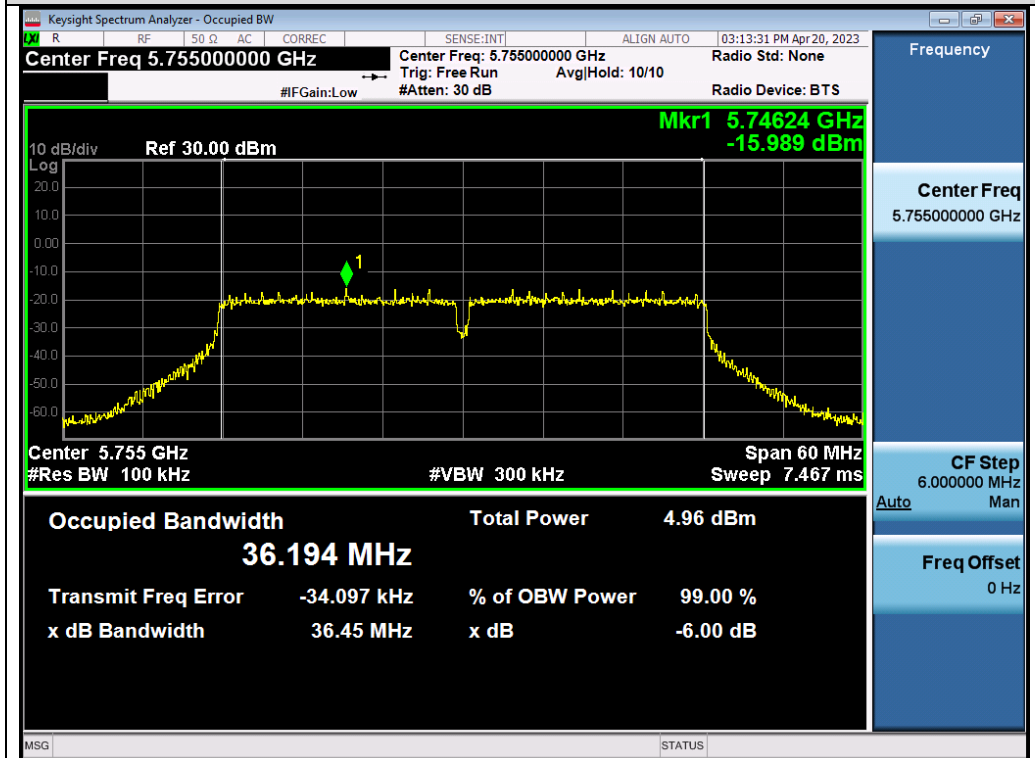 Keysight Spectrum Analyzer - Occupied BW
LXI R RF 50 Ω AC CORREC SENSE:INT ALIGN AUTO 03:13:31 PM Apr 20, 2023
Center Freq 5.755000000 GHz
#IFGain:Low
Center Freq: 5.755000000 GHz
Trig: Free Run Avg|Hold: 10/10
#Atten: 30 dB
Radio Std: None
Radio Device: BTS
Mkr1 5.74624 GHz
-15.989 dBm
10 dB/div Ref 30.00 dBm
Log
20.0
10.0
0.00
-10.0
-20.0
-30.0
-40.0
-50.0
-60.0
1
Center 5.755 GHz Span 60 MHz
#Res BW 100 kHz #VBW 300 kHz Sweep 7.467 ms
Occupied Bandwidth Total Power 4.96 dBm
36.194 MHz
Transmit Freq Error -34.097 kHz % of OBW Power 99.00 %
x dB Bandwidth 36.45 MHz x dB -6.00 dB
Frequency
Center Freq
5.755000000 GHz
CF Step
6.000000 MHz
Auto Man
Freq Offset
0 Hz
MSG STATUS